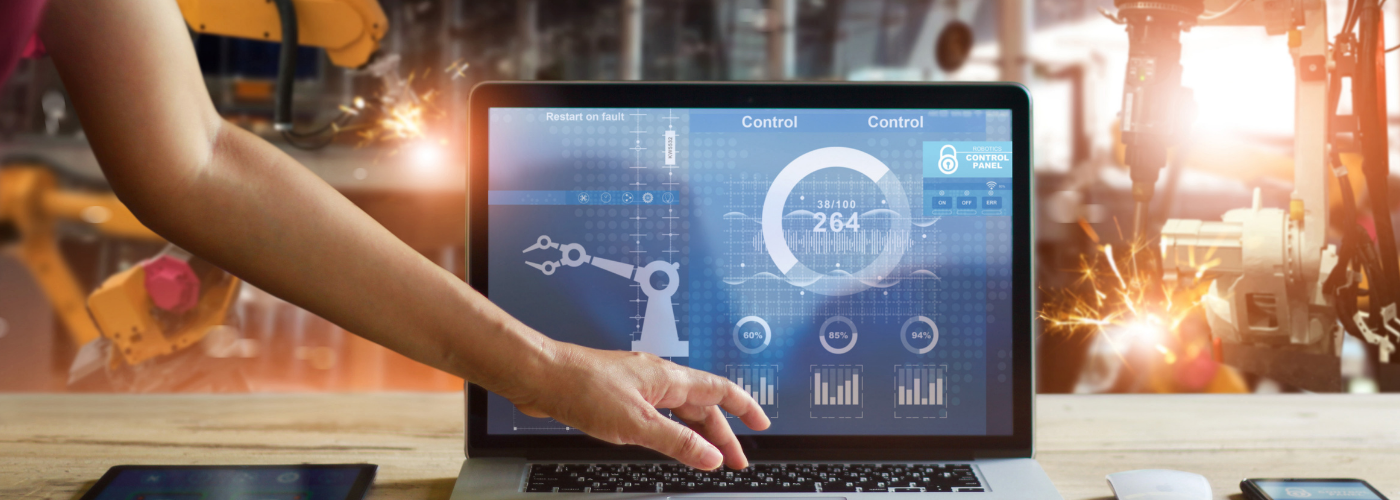 Restart on fault
Control Control
ROBOTICS
CONTROL
PANEL
ON OFF ERR
38/100
264
60% 85% 94%